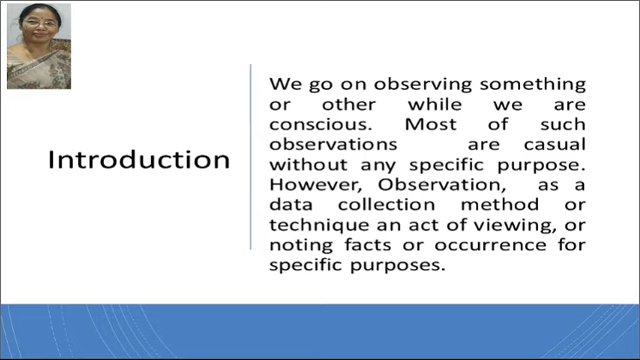 Introduction
We go on observing something
or other while we are
conscious. Most of such
observations are casual
without any specific purpose.
However, Observation, as a
data collection method or
technique an act of viewing, or
noting facts or occurrence for
specific purposes.